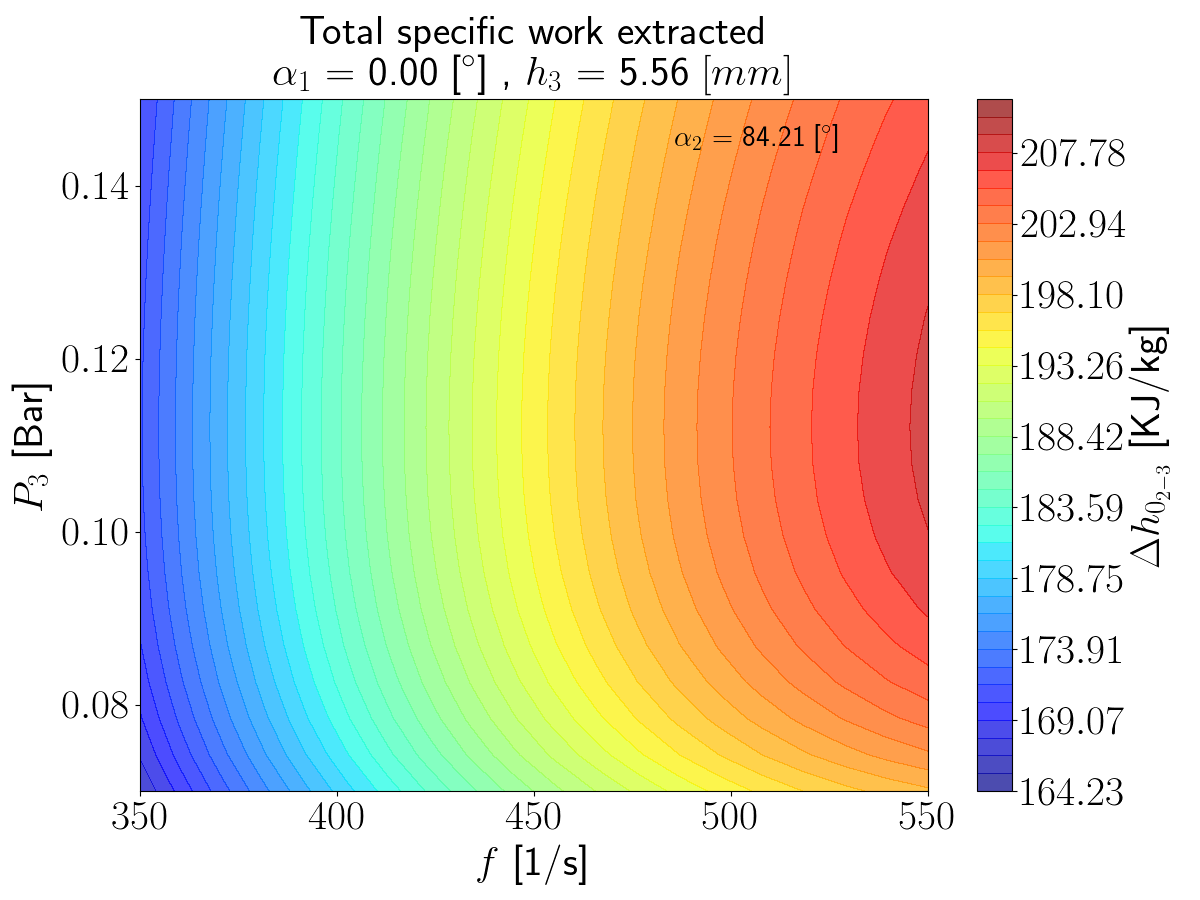 Total specific work extracted
α₁ = 0.00 [°] , h₃ = 5.56 [mm]
α₂ = 84.21 [°]
0.14
0.12
0.10
0.08
P₃ [Bar]
350 400 450 500 550
f [1/s]
207.78
202.94
198.10
193.26
188.42
183.59
178.75
173.91
169.07
164.23
Δh₀₂₋₃ [KJ/kg]